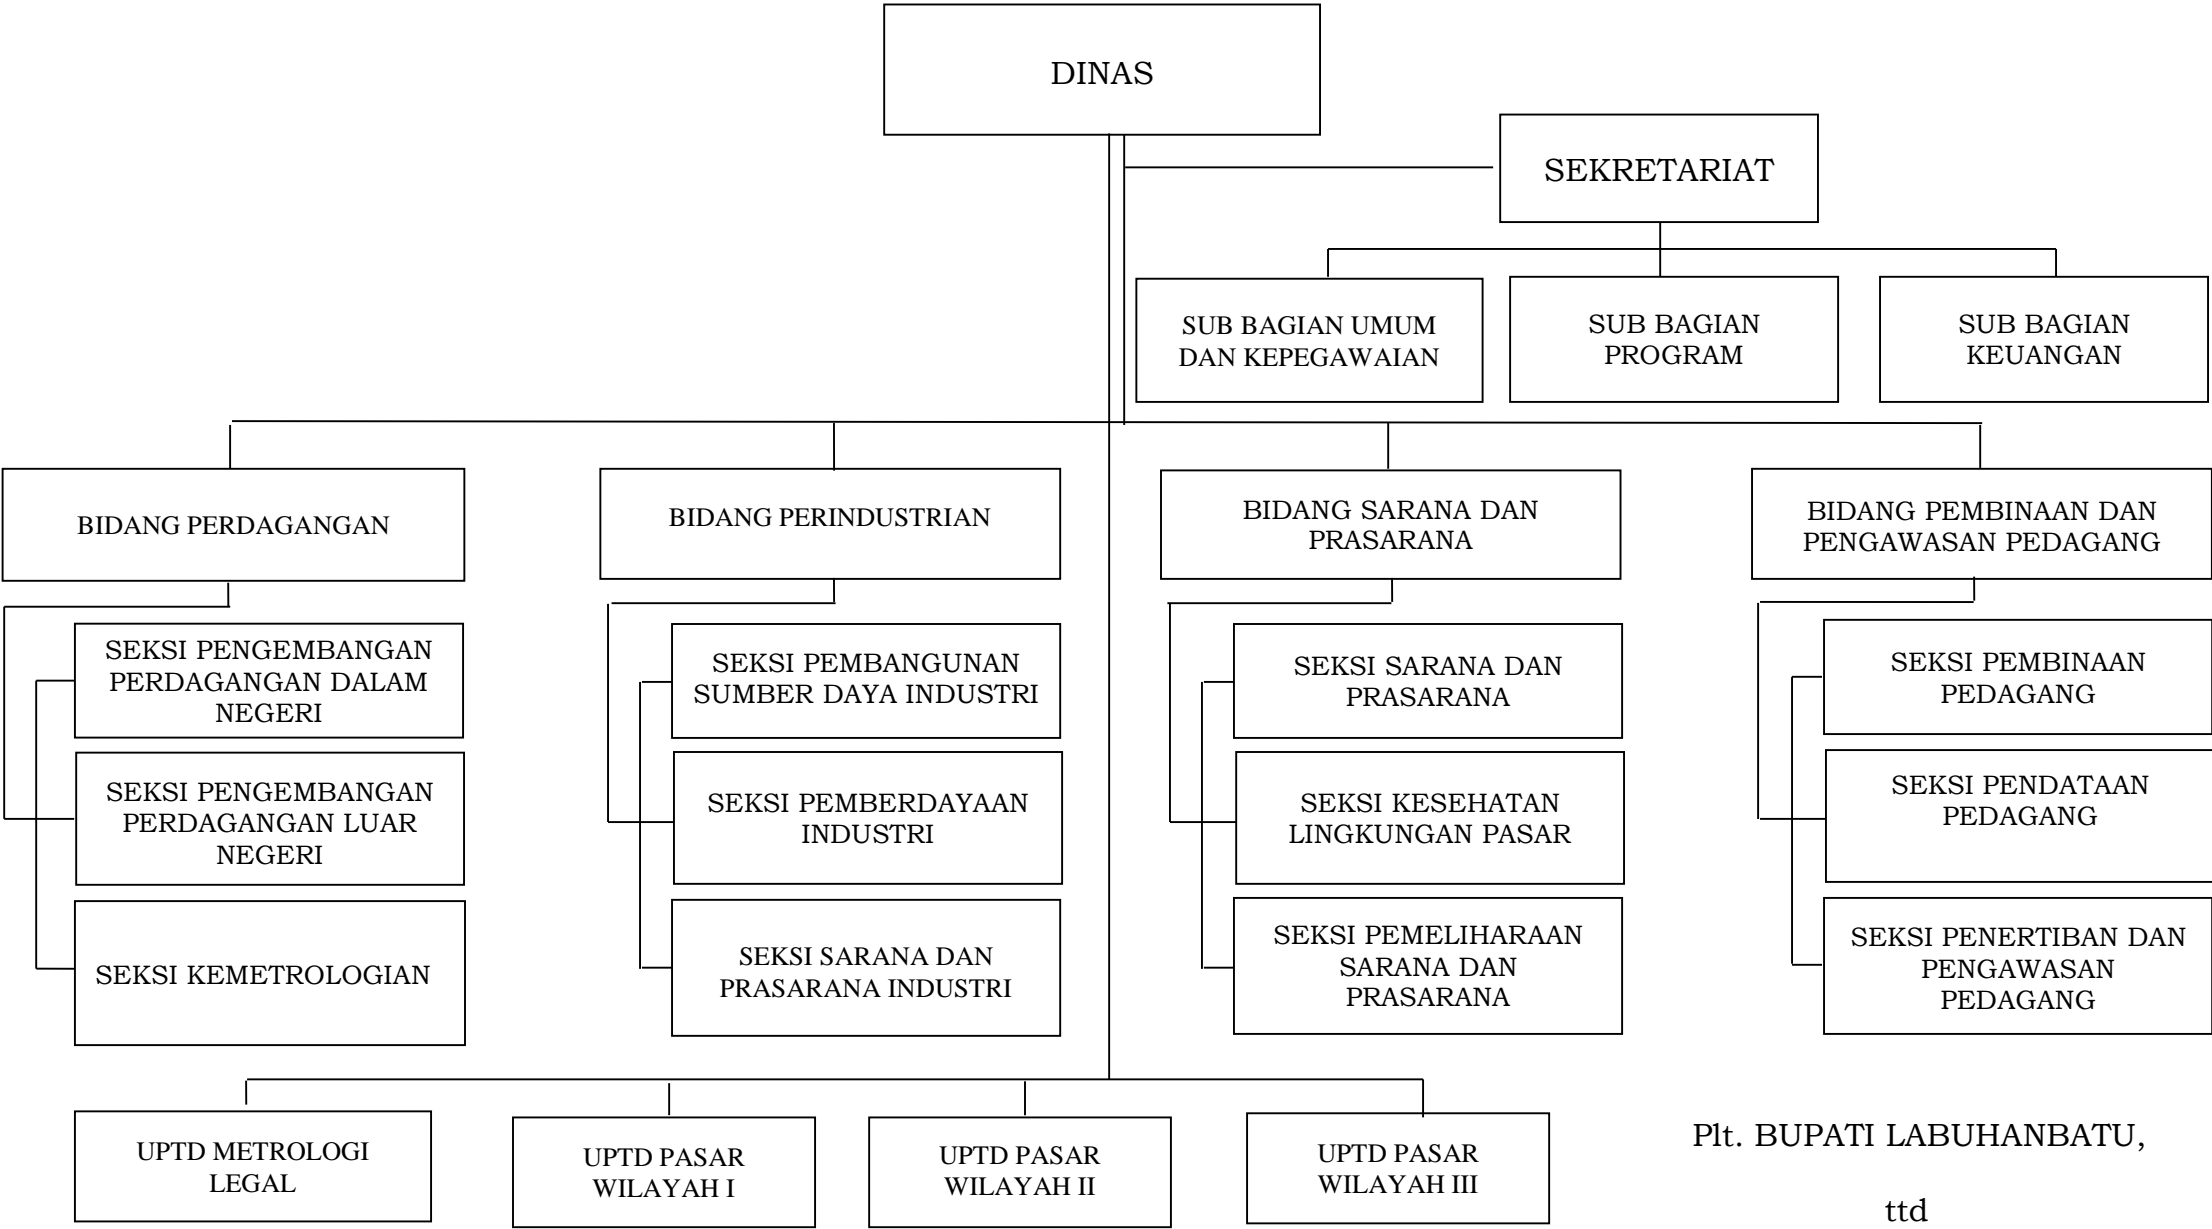 DINAS
SEKRETARIAT
SUB BAGIAN UMUM
DAN KEPEGAWAIAN
SUB BAGIAN
PROGRAM
SUB BAGIAN
KEUANGAN
BIDANG PERDAGANGAN
BIDANG PERINDUSTRIAN
BIDANG SARANA DAN
PRASARANA
BIDANG PEMBINAAN DAN
PENGAWASAN PEDAGANG
SEKSI PENGEMBANGAN
PERDAGANGAN DALAM
NEGERI
SEKSI PEMBANGUNAN
SUMBER DAYA INDUSTRI
SEKSI SARANA DAN
PRASARANA
SEKSI PEMBINAAN
PEDAGANG
SEKSI PENGEMBANGAN
PERDAGANGAN LUAR
NEGERI
SEKSI PEMBERDAYAAN
INDUSTRI
SEKSI KESEHATAN
LINGKUNGAN PASAR
SEKSI PENDATAAN
PEDAGANG
SEKSI KEMETROLOGIAN
SEKSI SARANA DAN
PRASARANA INDUSTRI
SEKSI PEMELIHARAAN
SARANA DAN
PRASARANA
SEKSI PENERTIBAN DAN
PENGAWASAN
PEDAGANG
UPTD METROLOGI
LEGAL
UPTD PASAR
WILAYAH I
UPTD PASAR
WILAYAH II
UPTD PASAR
WILAYAH III
Plt. BUPATI LABUHANBATU,
ttd